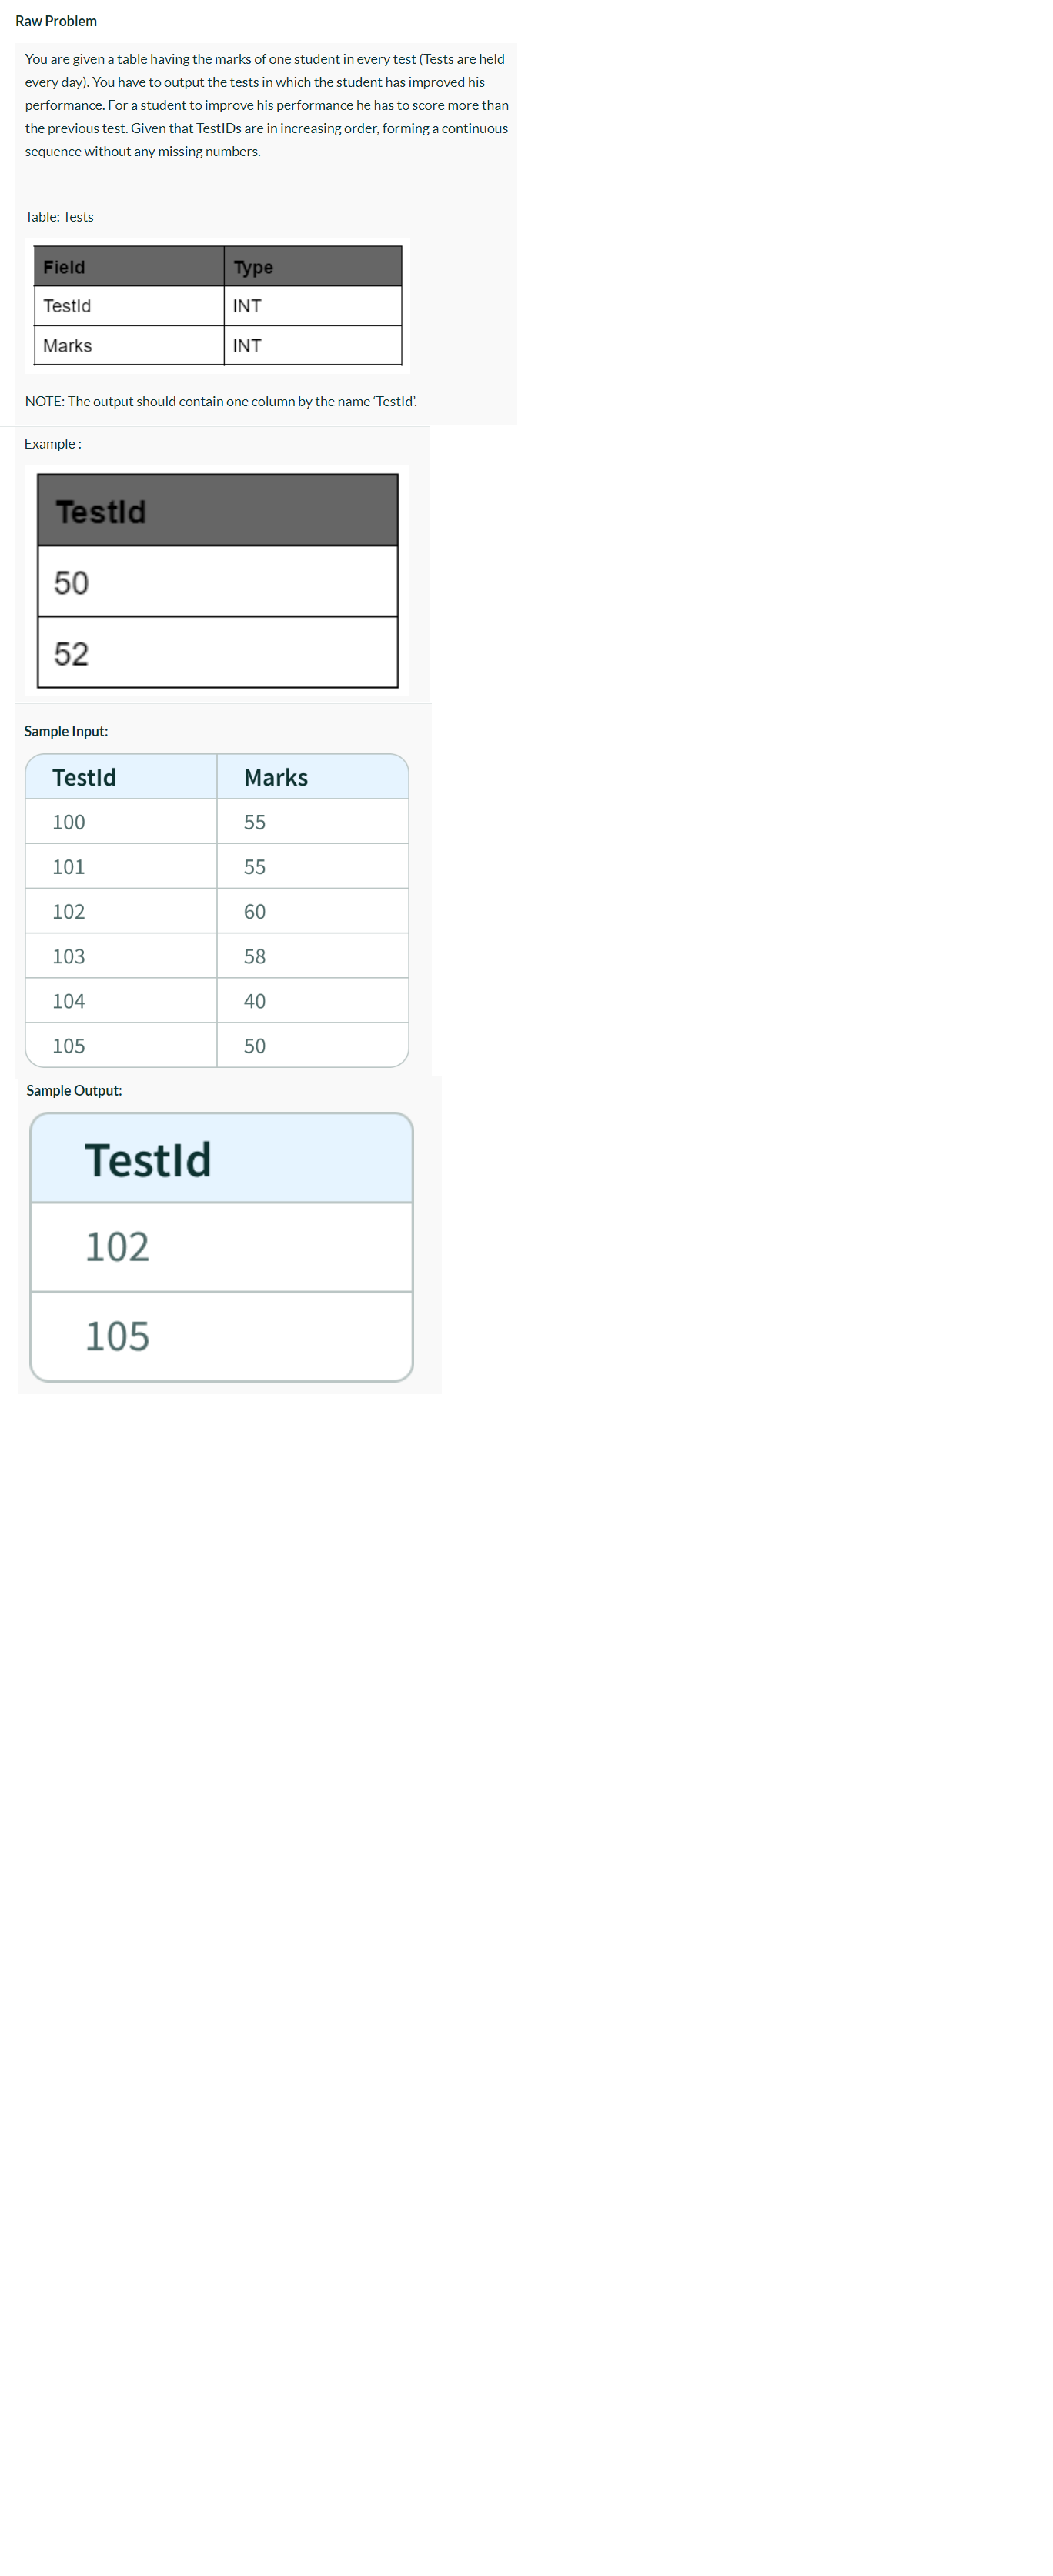 Raw Problem
You are given a table having the marks of one student in every test (Tests are held
every day). You have to output the tests in which the student has improved his
performance. For a student to improve his performance he has to score more than
the previous test. Given that TestIDs are in increasing order, forming a continuous
sequence without any missing numbers.
Table: Tests
Field Type
TestId INT
Marks INT
NOTE: The output should contain one column by the name ‘TestId’.
Example :
TestId
50
52
Sample Input:
TestId Marks
100 55
101 55
102 60
103 58
104 40
105 50
Sample Output:
TestId
102
105